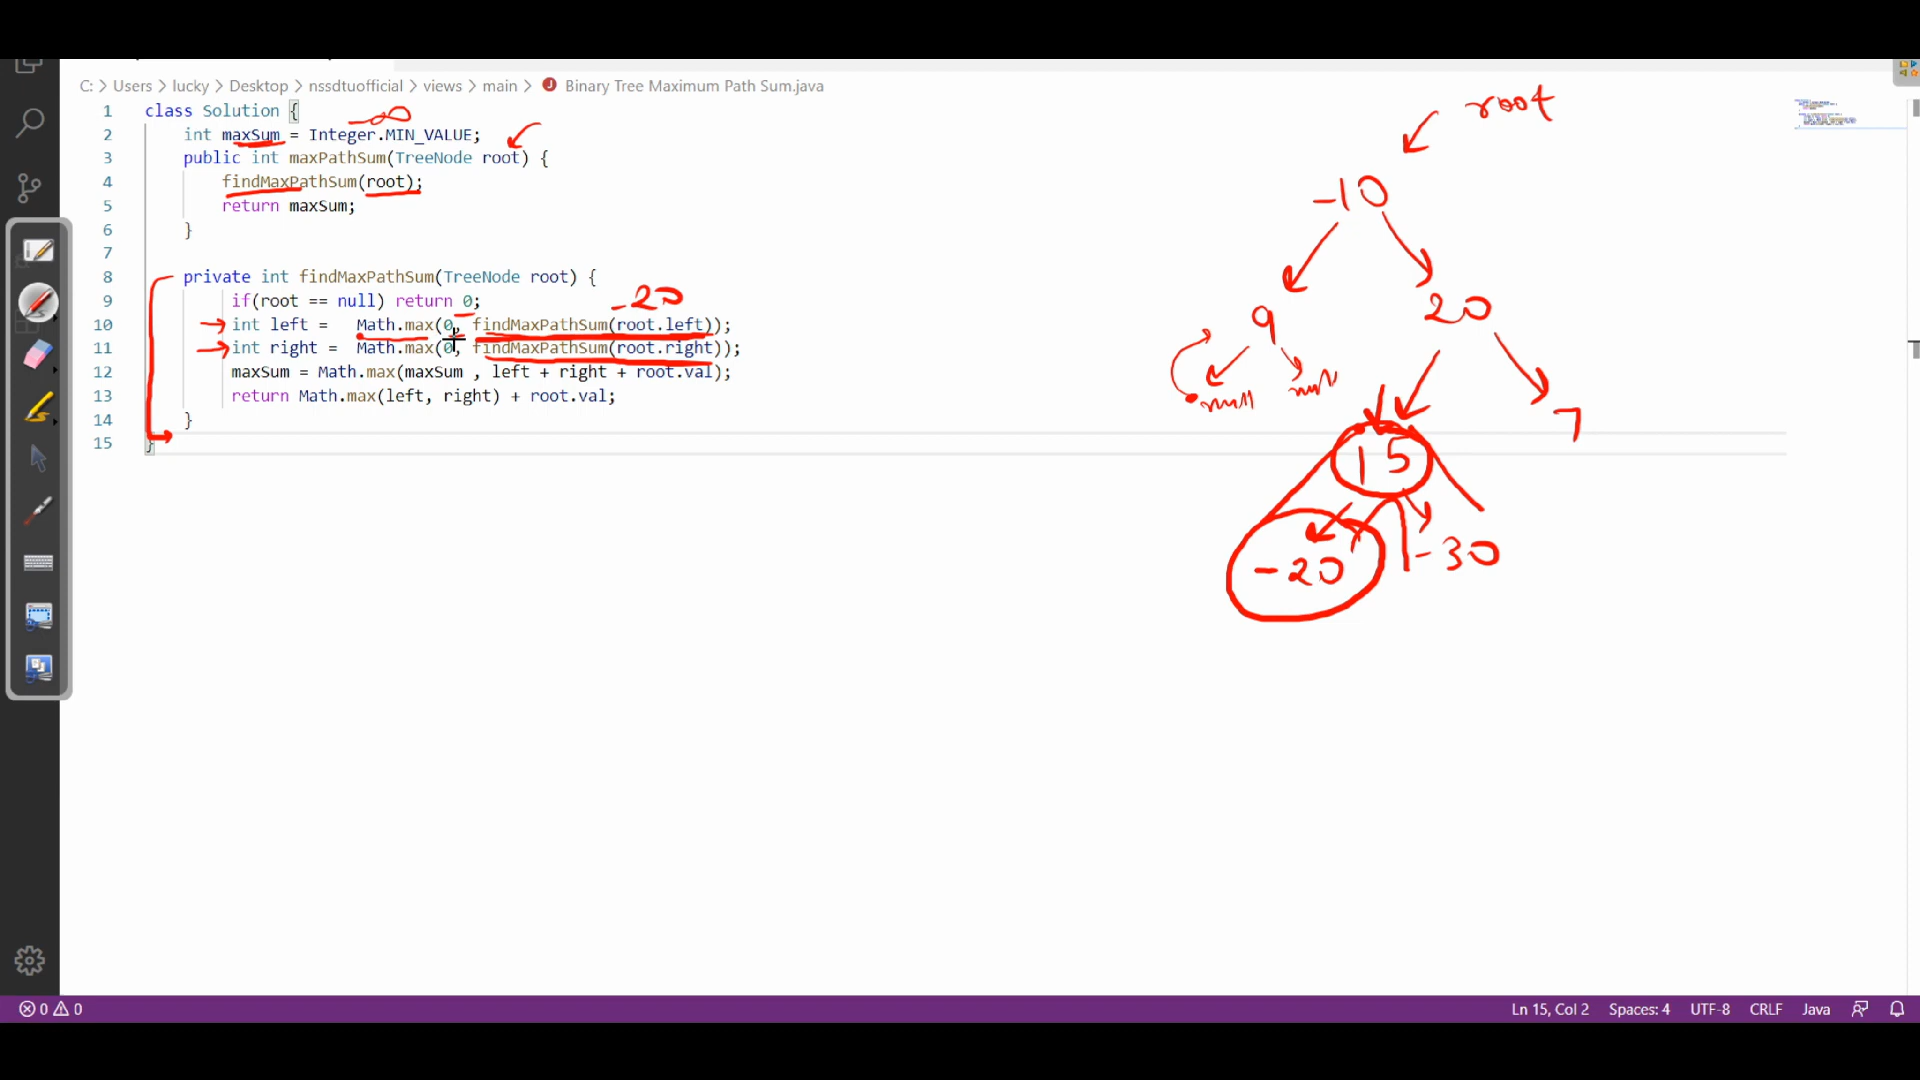 C: > Users > lucky > Desktop > nssdtuofficial > views > main > Binary Tree Maximum Path Sum.java
1 class Solution {
2 int maxSum = Integer.MIN_VALUE;
3 public int maxPathSum(TreeNode root) {
4 findMaxPathSum(root);
5 return maxSum;
6 }
7
8 private int findMaxPathSum(TreeNode root) {
9 if(root == null) return 0;
10 int left = Math.max(0, findMaxPathSum(root.left));
11 int right = Math.max(0, findMaxPathSum(root.right));
12 maxSum = Math.max(maxSum , left + right + root.val);
13 return Math.max(left, right) + root.val;
14 }
15 }
-∞
-20
root
-10
9 20
null null
15 7
-20 -30
0 0
Ln 15, Col 2 Spaces: 4 UTF-8 CRLF Java